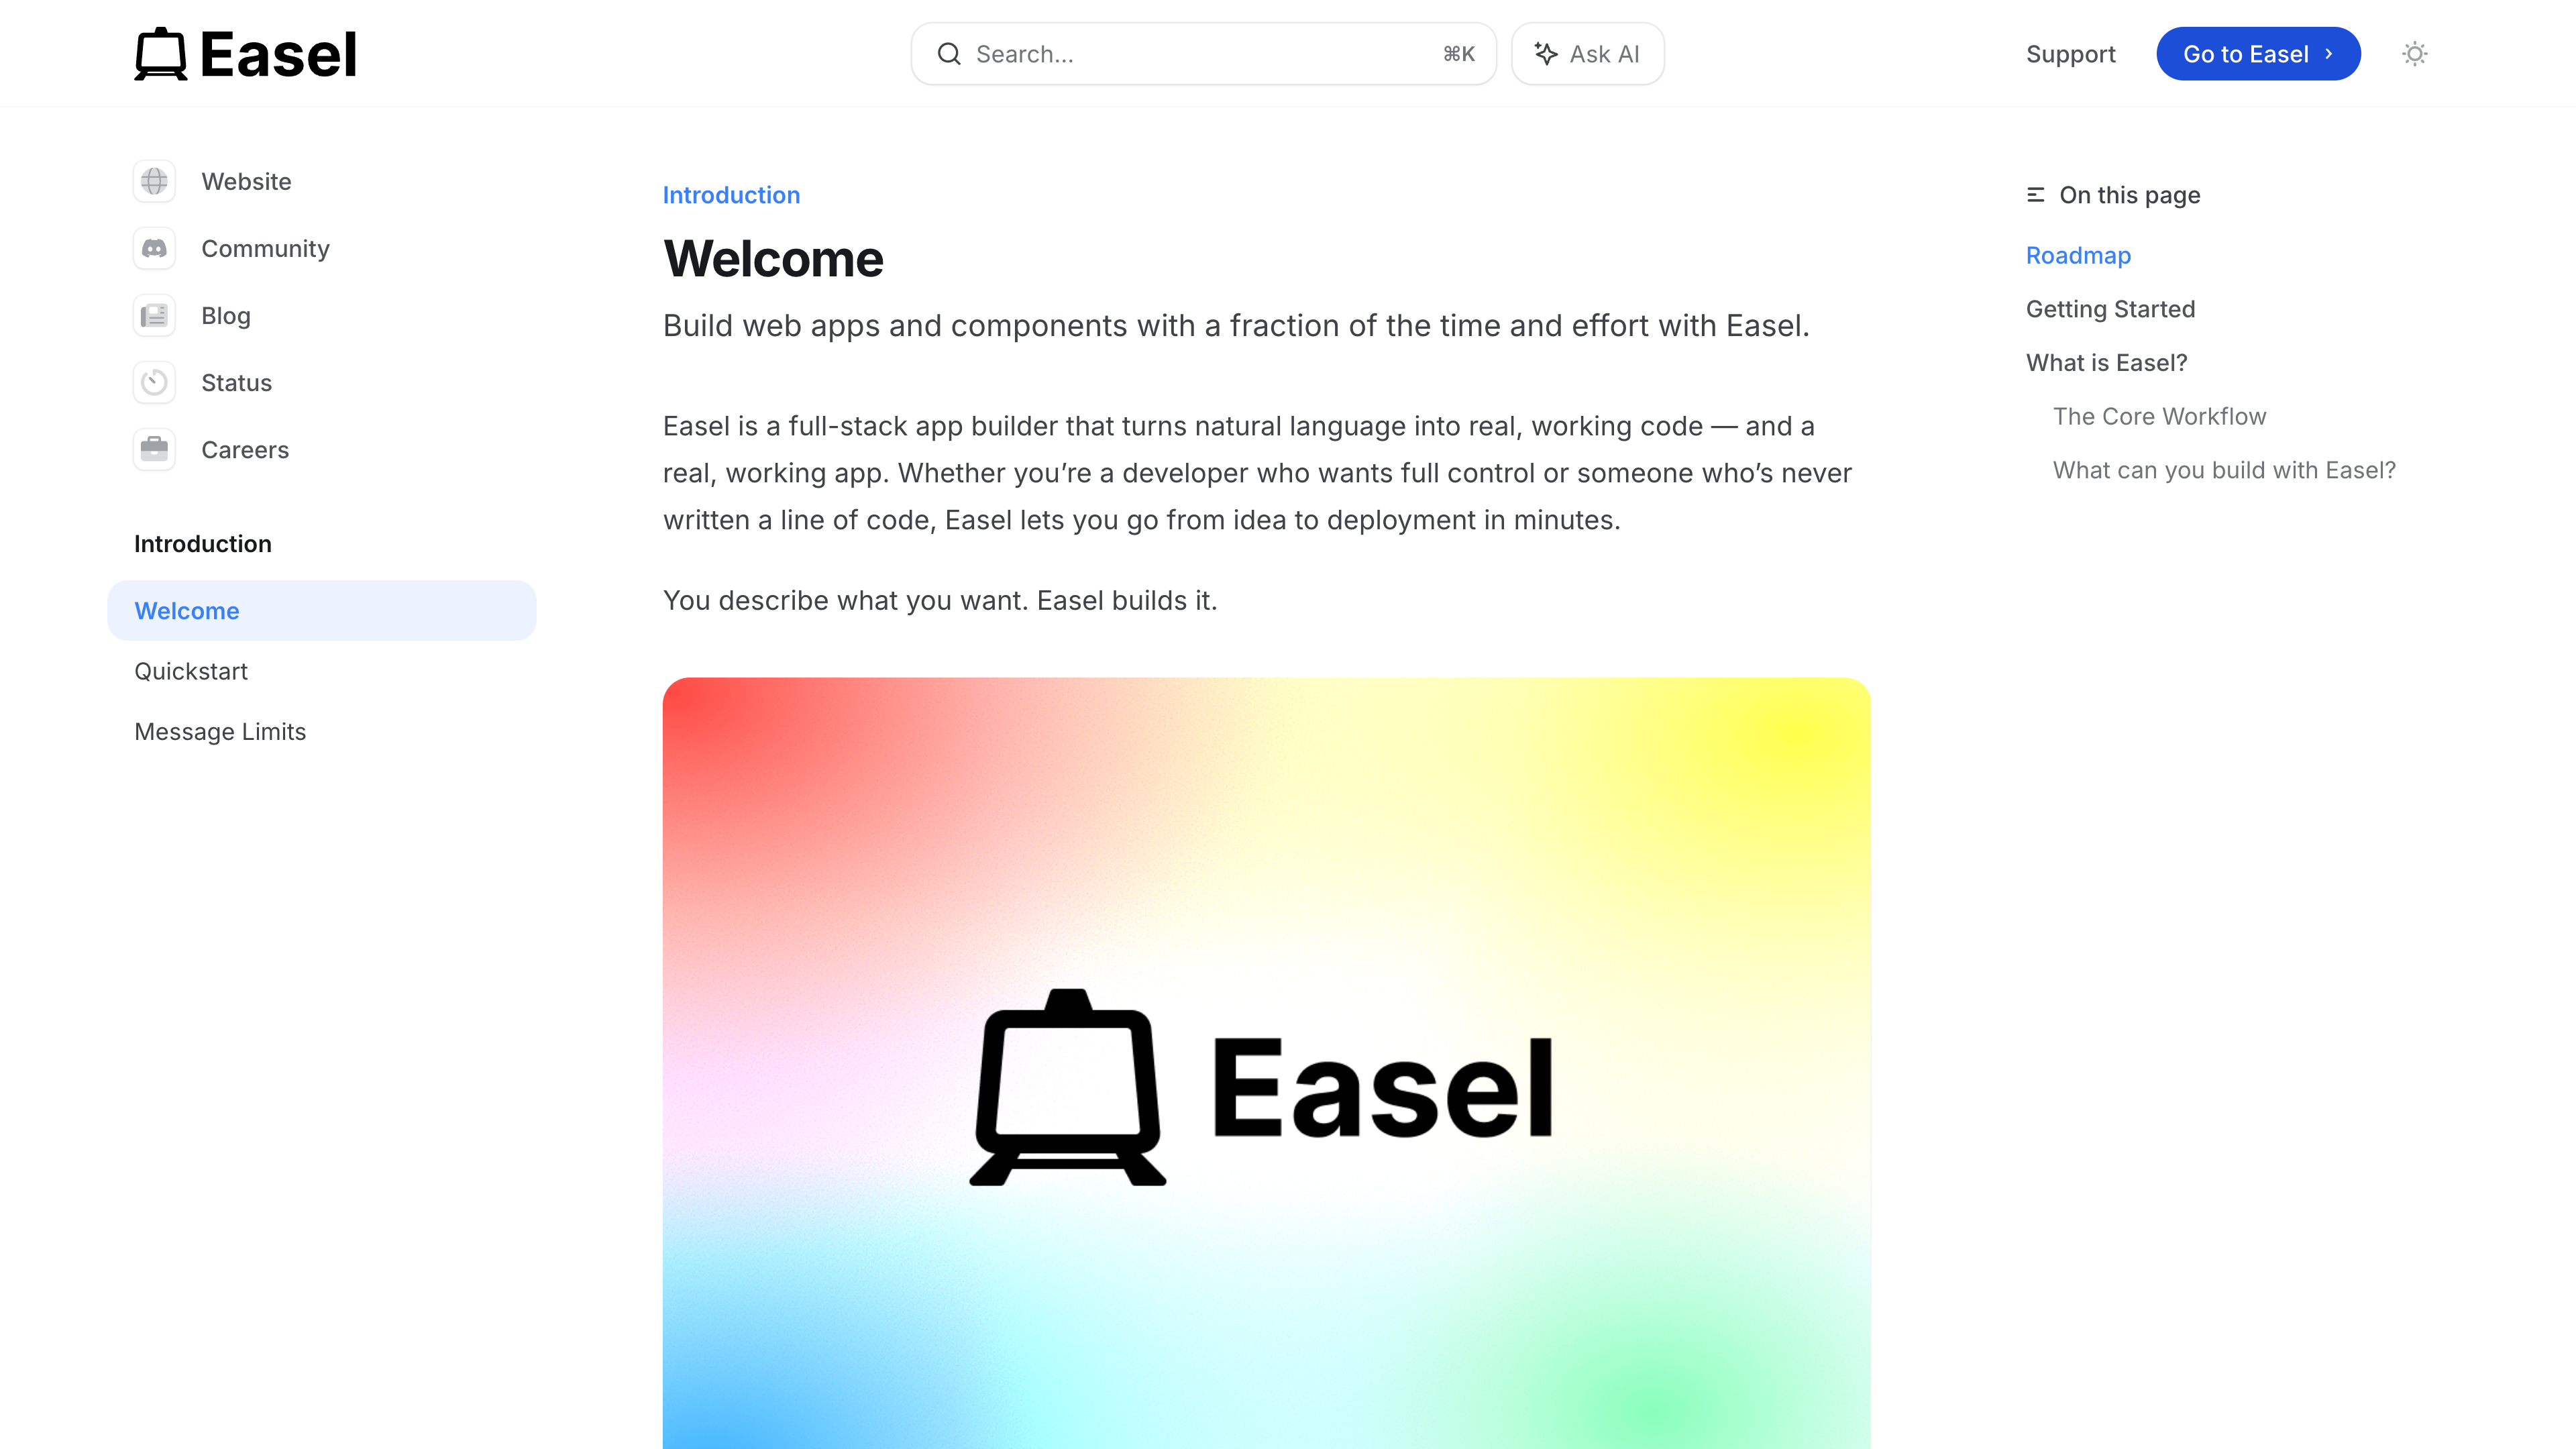 Easel
Search...
⌘K
Ask AI
Support
Go to Easel
Website
Community
Blog
Status
Careers
Introduction
Welcome
Quickstart
Message Limits
Introduction
Welcome
Build web apps and components with a fraction of the time and effort with Easel.
Easel is a full-stack app builder that turns natural language into real, working code — and a
real, working app. Whether you’re a developer who wants full control or someone who’s never
written a line of code, Easel lets you go from idea to deployment in minutes.
You describe what you want. Easel builds it.
Easel
On this page
Roadmap
Getting Started
What is Easel?
The Core Workflow
What can you build with Easel?